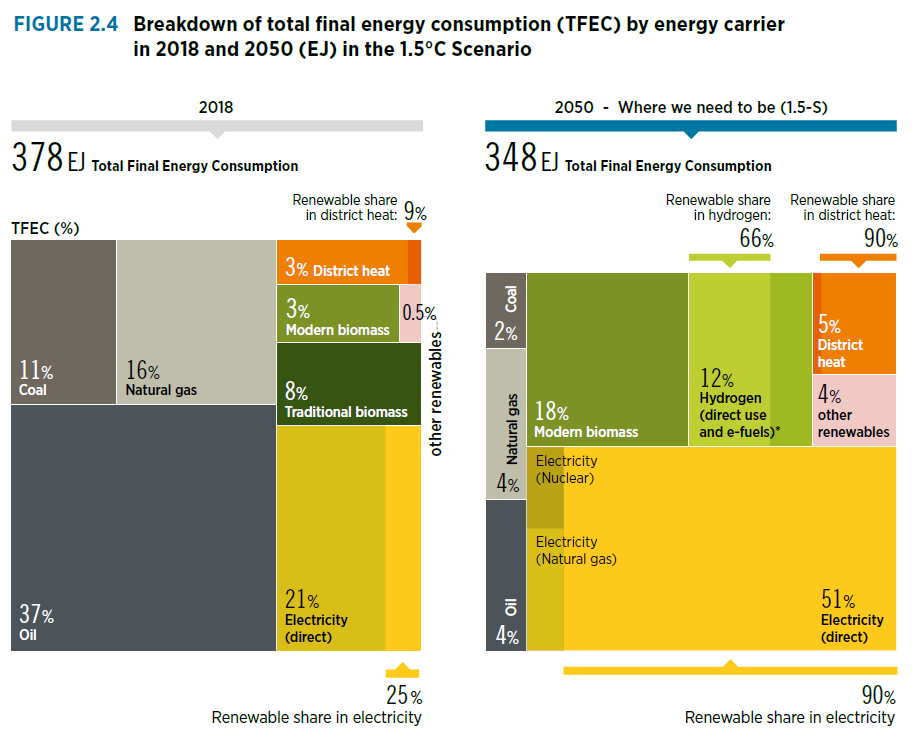 FIGURE 2.4 Breakdown of total final energy consumption (TFEC) by energy carrier
in 2018 and 2050 (EJ) in the 1.5°C Scenario
2018
378 EJ Total Final Energy Consumption
TFEC (%)
Renewable share
in district heat:
9%
11%
Coal
16%
Natural gas
3% District heat
3%
Modern biomass
0.5%
other renewables
8%
Traditional biomass
37%
Oil
21%
Electricity
(direct)
25%
Renewable share in electricity
2050 - Where we need to be (1.5-S)
348 EJ Total Final Energy Consumption
Renewable share
in hydrogen:
66%
Renewable share
in district heat:
90%
Coal
2%
Natural gas
4%
Oil
4%
18%
Modern biomass
12%
Hydrogen
(direct use
and e-fuels)*
5%
District
heat
4%
other
renewables
Electricity
(Nuclear)
Electricity
(Natural gas)
51%
Electricity
(direct)
90%
Renewable share in electricity